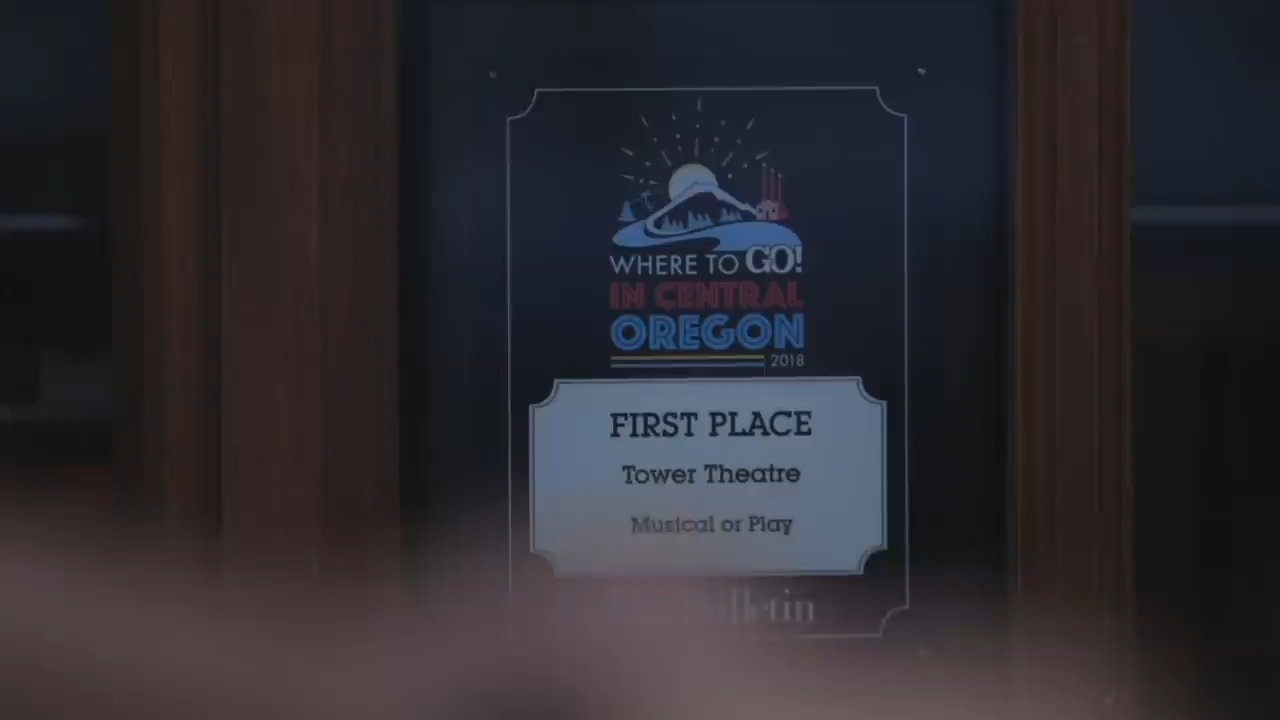 WHERE TO GO!
IN CENTRAL
OREGON
2018
FIRST PLACE
Tower Theatre
Musical or Play